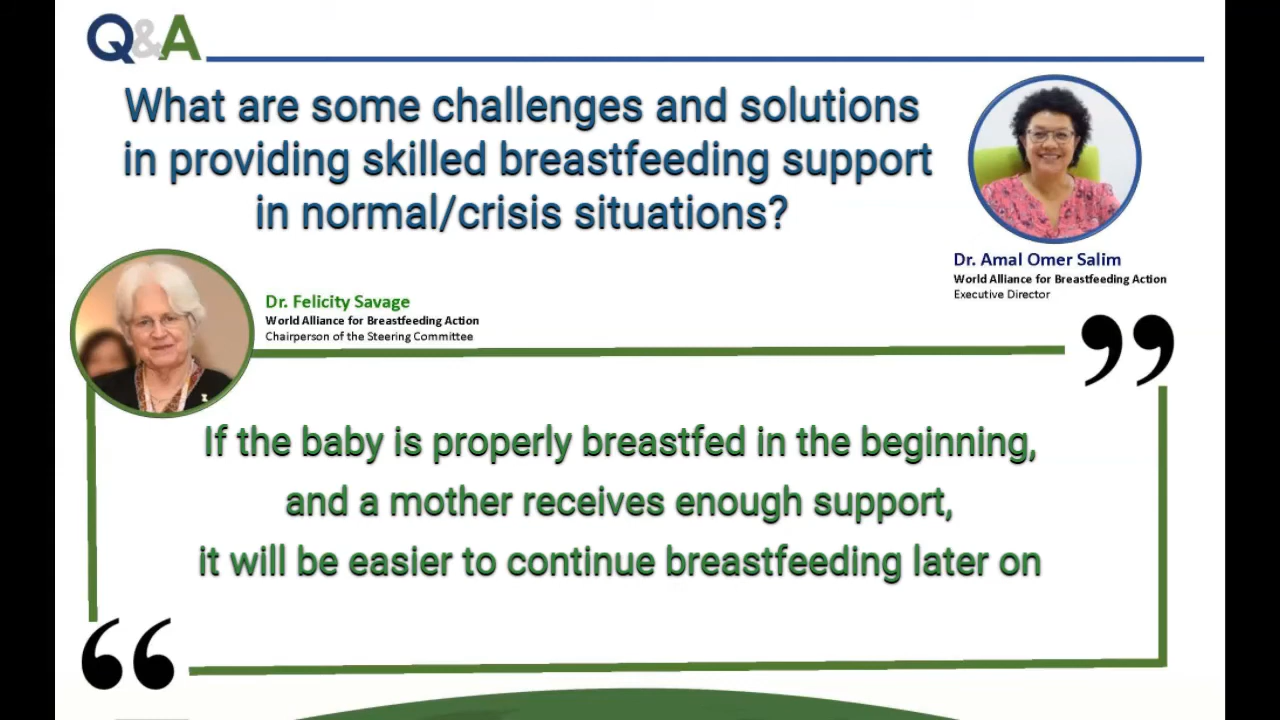 Q&A
What are some challenges and solutions
in providing skilled breastfeeding support
in normal/crisis situations?
Dr. Amal Omer Salim
World Alliance for Breastfeeding Action
Executive Director
Dr. Felicity Savage
World Alliance for Breastfeeding Action
Chairperson of the Steering Committee
”
If the baby is properly breastfed in the beginning,
and a mother receives enough support,
it will be easier to continue breastfeeding later on
“